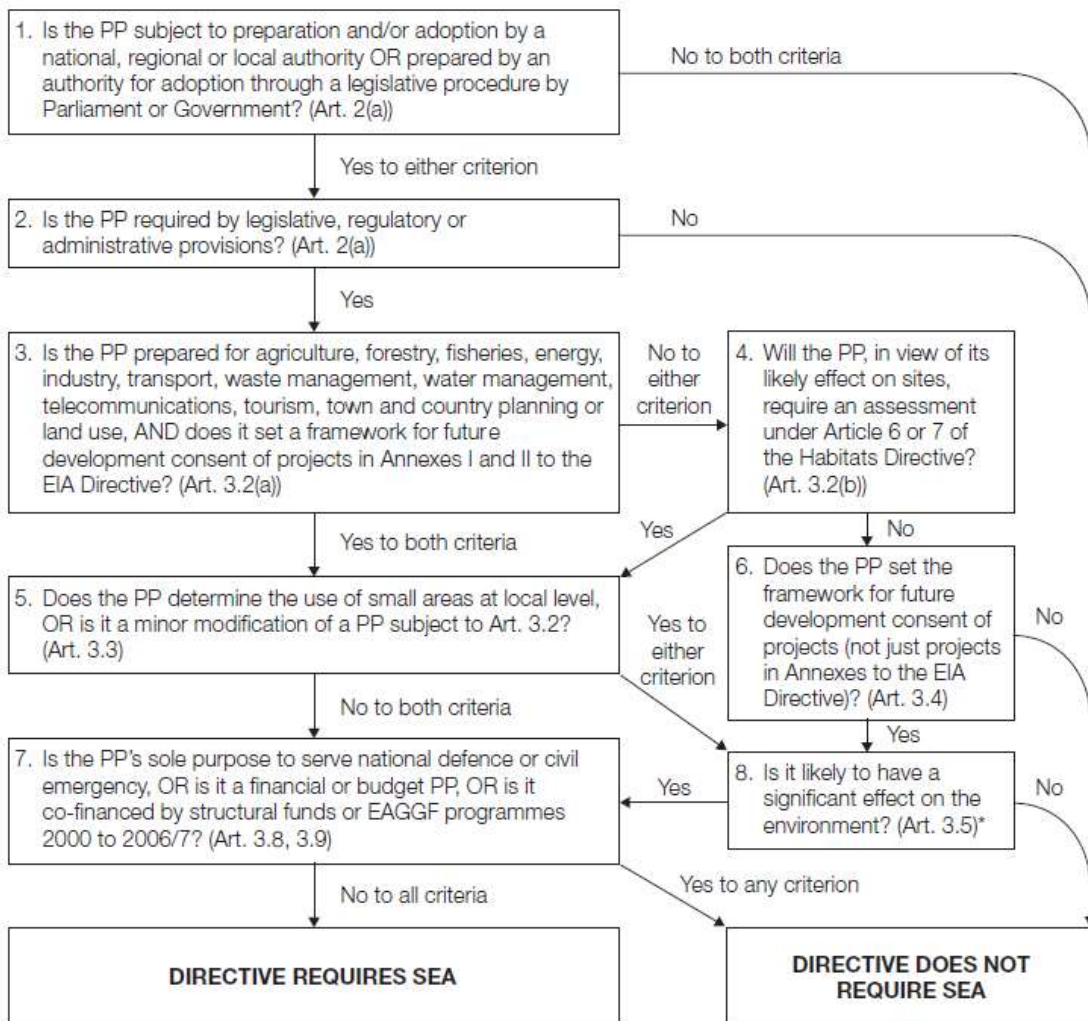 1. Is the PP subject to preparation and/or adoption by a
national, regional or local authority OR prepared by an
authority for adoption through a legislative procedure by
Parliament or Government? (Art. 2(a))
No to both criteria
Yes to either criterion
2. Is the PP required by legislative, regulatory or
administrative provisions? (Art. 2(a))
No
Yes
3. Is the PP prepared for agriculture, forestry, fisheries, energy,
industry, transport, waste management, water management,
telecommunications, tourism, town and country planning or
land use, AND does it set a framework for future
development consent of projects in Annexes I and II to the
EIA Directive? (Art. 3.2(a))
No to
either
criterion
4. Will the PP, in view of its
likely effect on sites,
require an assessment
under Article 6 or 7 of
the Habitats Directive?
(Art. 3.2(b))
Yes to both criteria
Yes
No
5. Does the PP determine the use of small areas at local level,
OR is it a minor modification of a PP subject to Art. 3.2?
(Art. 3.3)
Yes to
either
criterion
6. Does the PP set the
framework for future
development consent of
projects (not just projects
in Annexes to the EIA
Directive)? (Art. 3.4)
No
No to both criteria
Yes
7. Is the PP's sole purpose to serve national defence or civil
emergency, OR is it a financial or budget PP, OR is it
co-financed by structural funds or EAGGF programmes
2000 to 2006/7? (Art. 3.8, 3.9)
Yes
8. Is it likely to have a
significant effect on the
environment? (Art. 3.5)*
No
No to all criteria
Yes to any criterion
DIRECTIVE REQUIRES SEA
DIRECTIVE DOES NOT
REQUIRE SEA